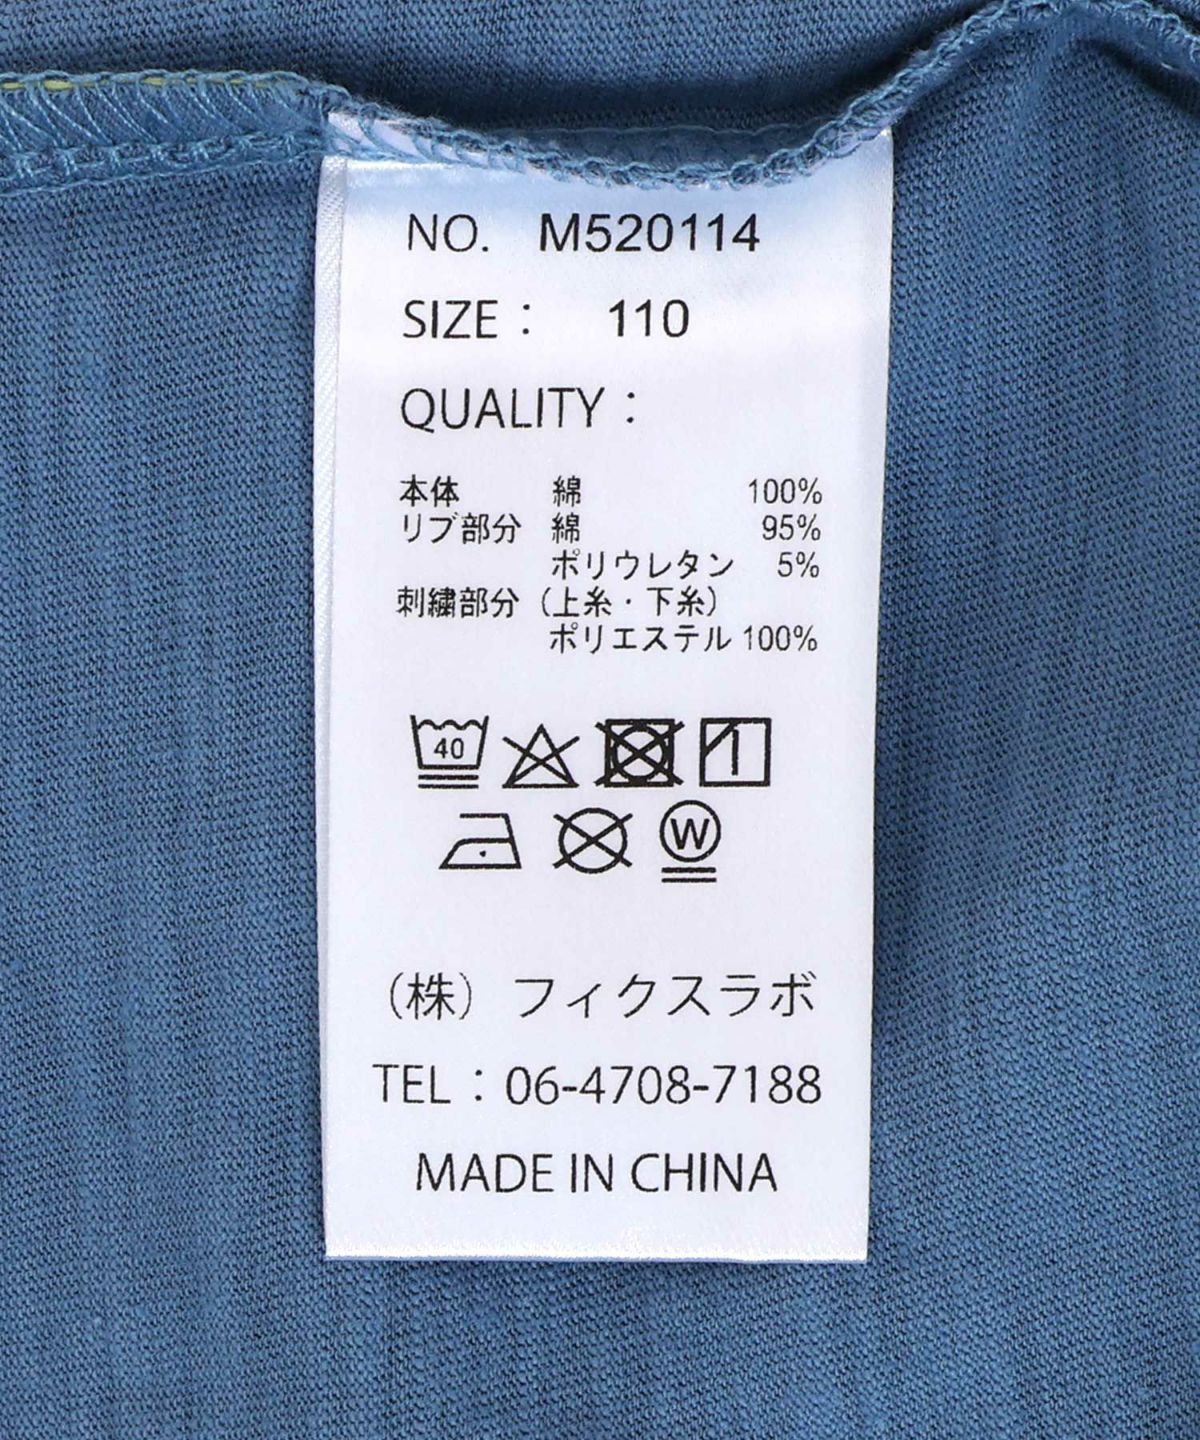 NO. M520114
SIZE： 110
QUALITY：
本体 綿 100%
リブ部分 綿 95%
ポリウレタン 5%
刺繍部分（上糸・下糸）
ポリエステル 100%
40
W
（株） フィクスラボ
TEL：06-4708-7188
MADE IN CHINA